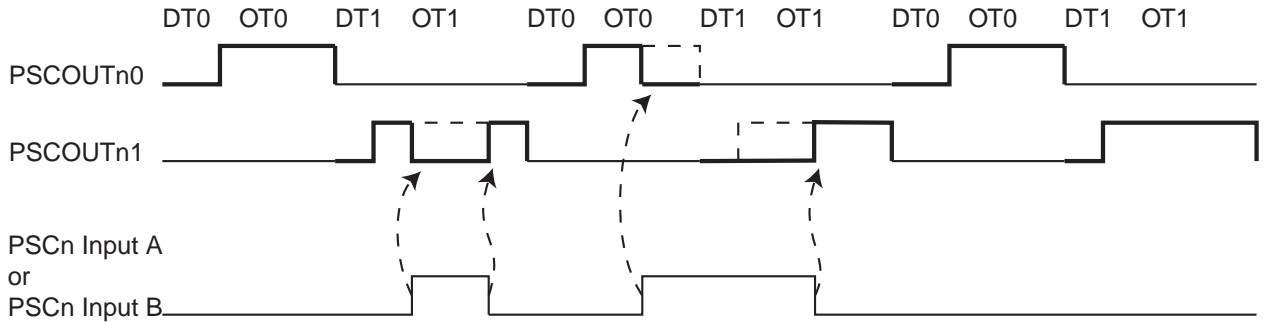 DT0 OT0 DT1 OT1 DT0 OT0 DT1 OT1 DT0 OT0 DT1 OT1
PSCOUTn0
PSCOUTn1
PSCn Input A
or
PSCn Input B